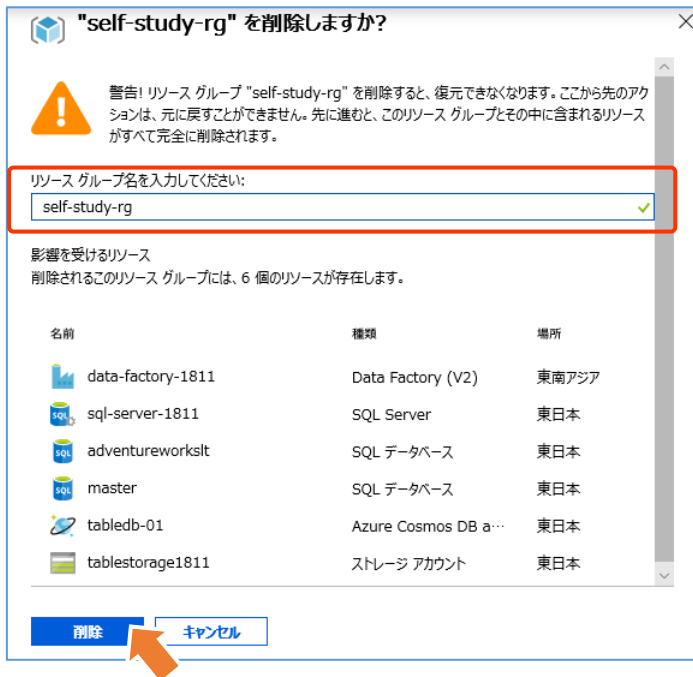 "self-study-rg" を削除しますか?
警告! リソース グループ "self-study-rg" を削除すると、復元できなくなります。ここから先のアク
ションは、元に戻すことができません。先に進むと、このリソース グループとその中に含まれるリソース
がすべて完全に削除されます。
リソース グループ名を入力してください:
self-study-rg
影響を受けるリソース
削除されるこのリソース グループには、6 個のリソースが存在します。
名前 種類 場所
data-factory-1811 Data Factory (V2) 東南アジア
SQL sql-server-1811 SQL Server 東日本
SQL adventureworkslt SQL データベース 東日本
SQL master SQL データベース 東日本
tabledb-01 Azure Cosmos DB a… 東日本
tablestorage1811 ストレージ アカウント 東日本
削除 キャンセル